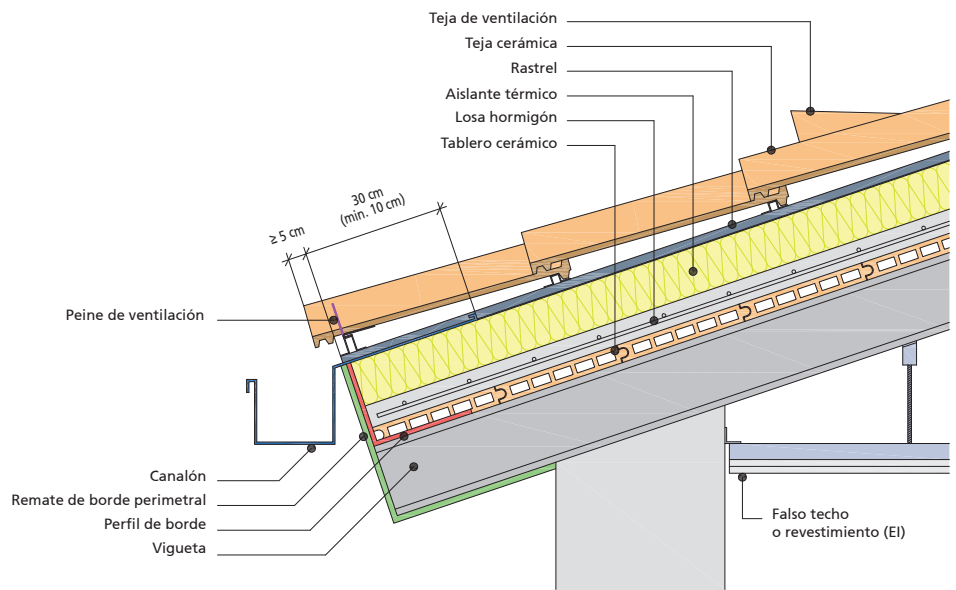 Teja de ventilación
Teja cerámica
Rastrel
Aislante térmico
Losa hormigón
Tablero cerámico
30 cm
(min. 10 cm)
≥ 5 cm
Peine de ventilación
Canalón
Remate de borde perimetral
Perfil de borde
Vigueta
Falso techo
o revestimiento (EI)